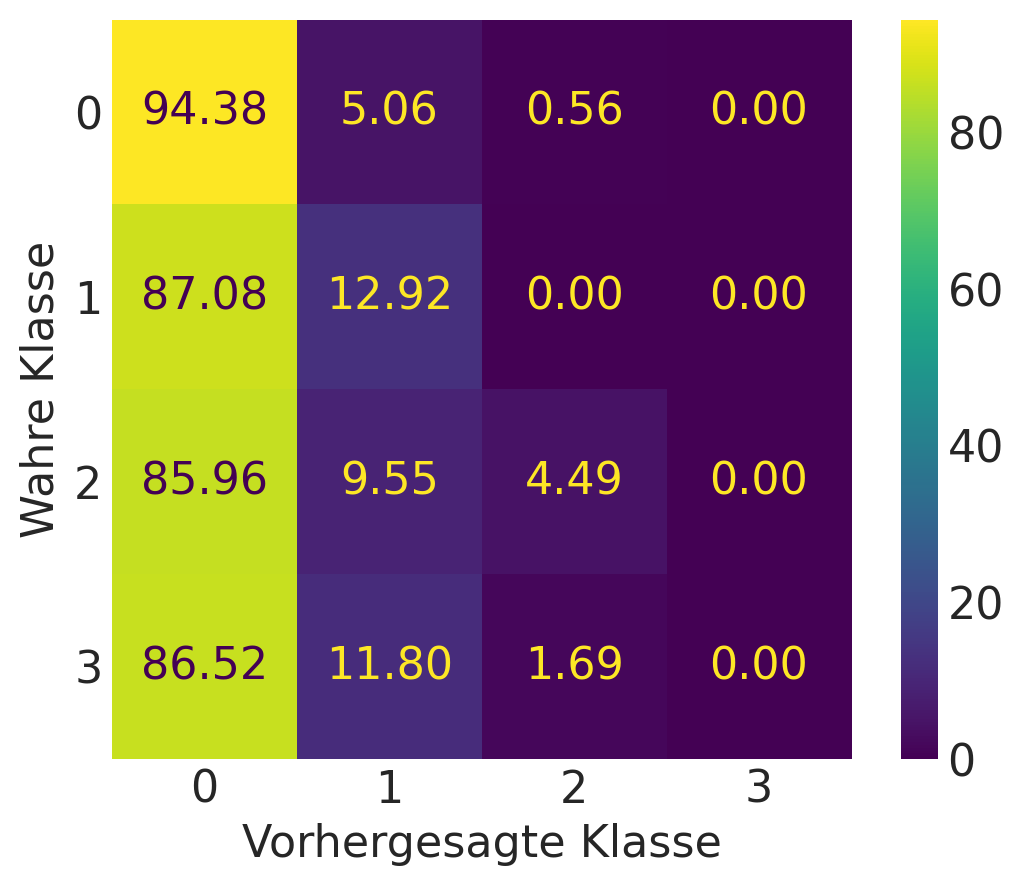 0 94.38 5.06 0.56 0.00
1 87.08 12.92 0.00 0.00
2 85.96 9.55 4.49 0.00
3 86.52 11.80 1.69 0.00
0 1 2 3
Vorhergesagte Klasse
Wahre Klasse
80
60
40
20
0